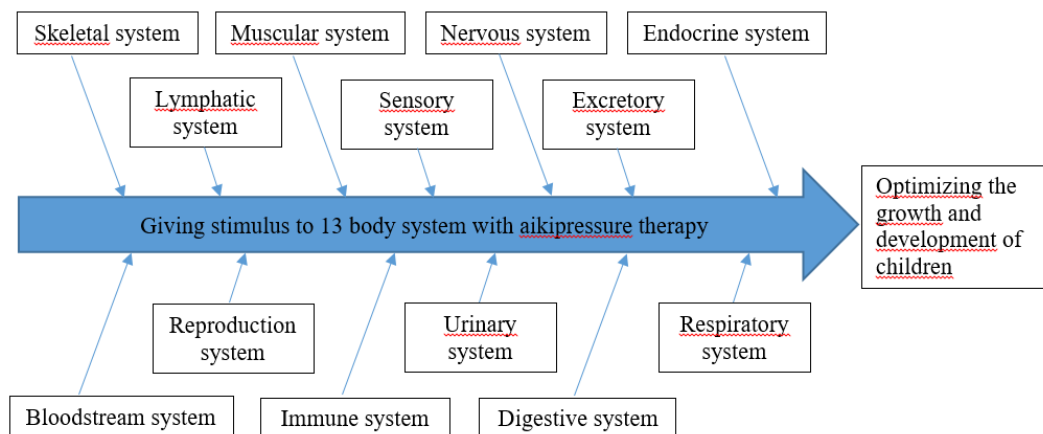 Skeletal system
Muscular system
Nervous system
Endocrine system
Lymphatic
system
Sensory
system
Excretory
system
Giving stimulus to 13 body system with aikipressure therapy
Optimizing the
growth and
development of
children
Reproduction
system
Urinary
system
Respiratory
system
Bloodstream system
Immune system
Digestive system